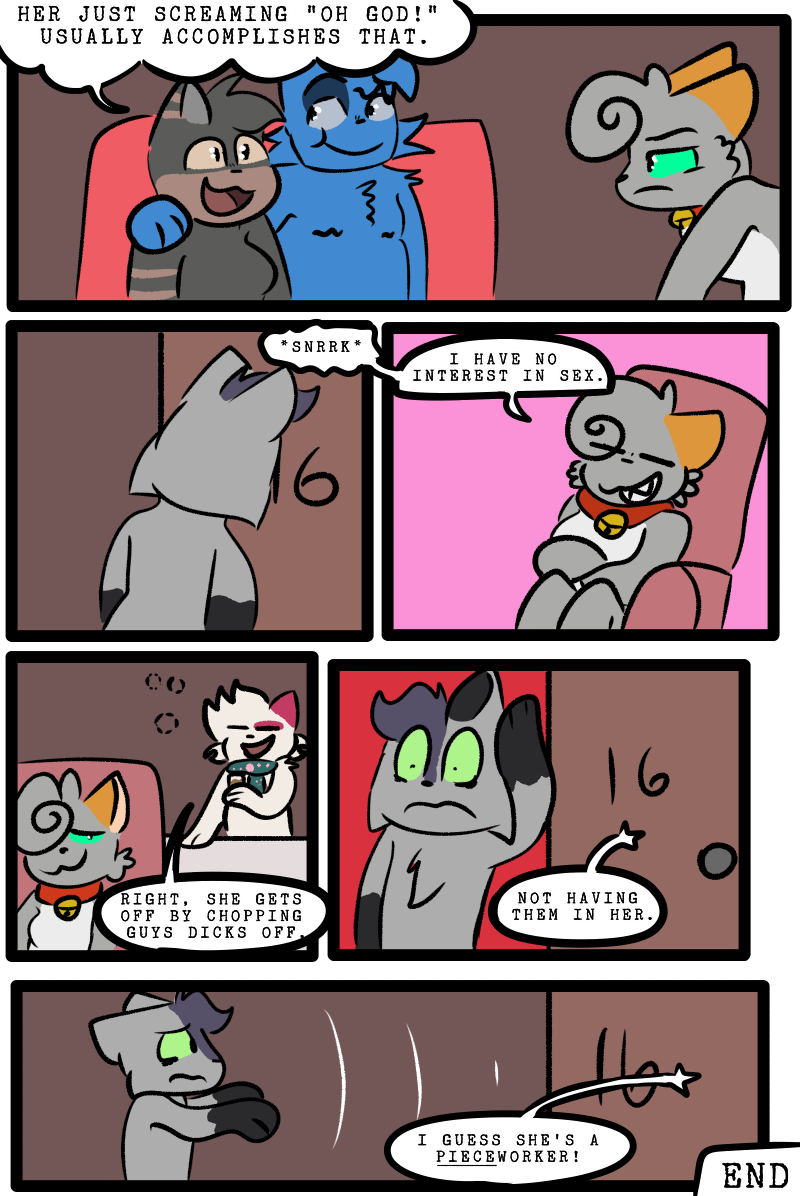 HER JUST SCREAMING "OH GOD!"
USUALLY ACCOMPLISHES THAT.
*SNRRK*
I HAVE NO
INTEREST IN SEX.
16
RIGHT, SHE GETS
OFF BY CHOPPING
GUYS DICKS OFF.
16
NOT HAVING
THEM IN HER.
16
I GUESS SHE'S A
PIECEWORKER!
END